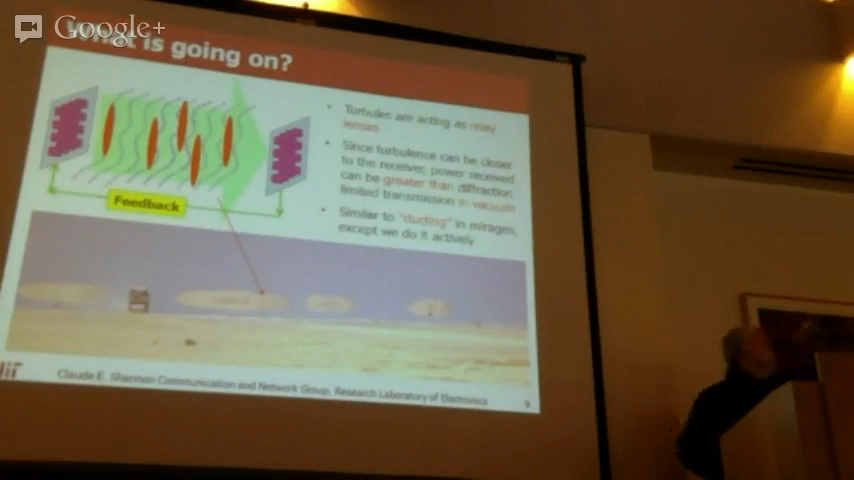 Google+
What is going on?
Turbules are acting as relay
lenses
Since turbulence can be closer
to the receiver, power received
can be greater than diffraction
limited transmission in vacuum
Similar to "ducting" in mirages,
except we do it actively
Feedback
Claude E. Shannon Communication and Network Group, Research Laboratory of Electronics
9